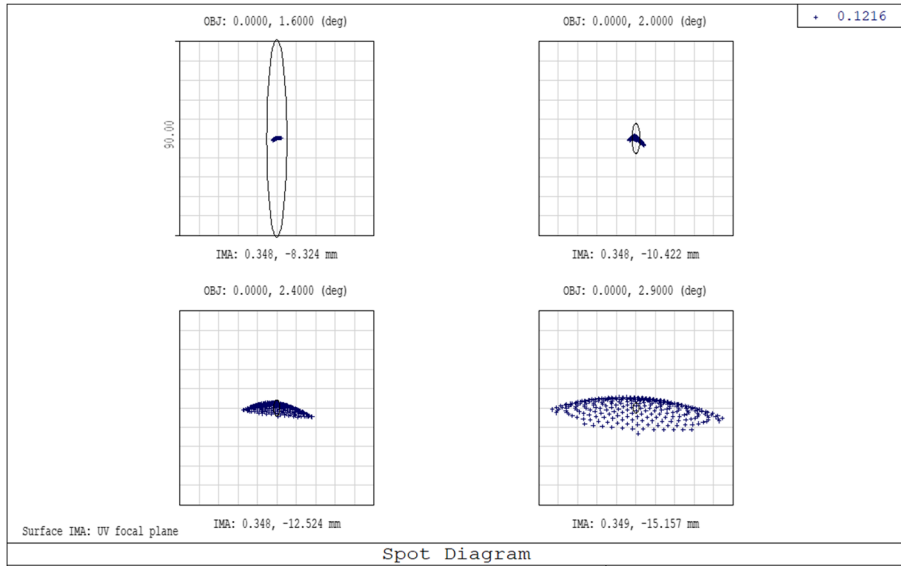 + 0.1216
OBJ: 0.0000, 1.6000 (deg)
OBJ: 0.0000, 2.0000 (deg)
90.00
IMA: 0.348, -8.324 mm
IMA: 0.348, -10.422 mm
OBJ: 0.0000, 2.4000 (deg)
OBJ: 0.0000, 2.9000 (deg)
IMA: 0.348, -12.524 mm
IMA: 0.349, -15.157 mm
Surface IMA: UV focal plane
Spot Diagram